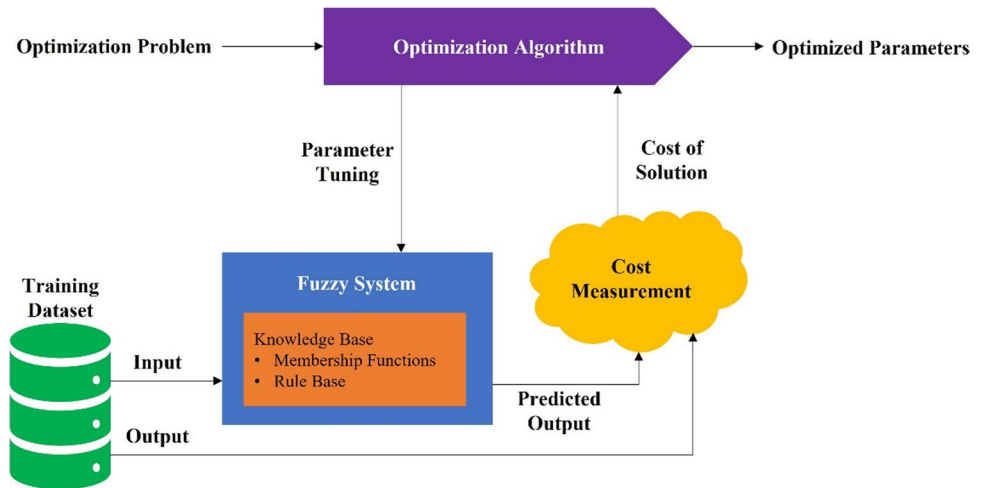 Optimization Problem
Optimization Algorithm
Optimized Parameters
Parameter
Tuning
Cost of
Solution
Training
Dataset
Fuzzy System
Knowledge Base
• Membership Functions
• Rule Base
Cost
Measurement
Input
Output
Predicted
Output